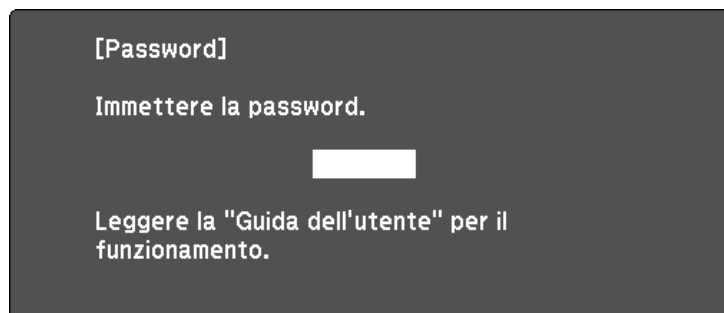 [Password]
Immettere la password.
Leggere la "Guida dell'utente" per il
funzionamento.